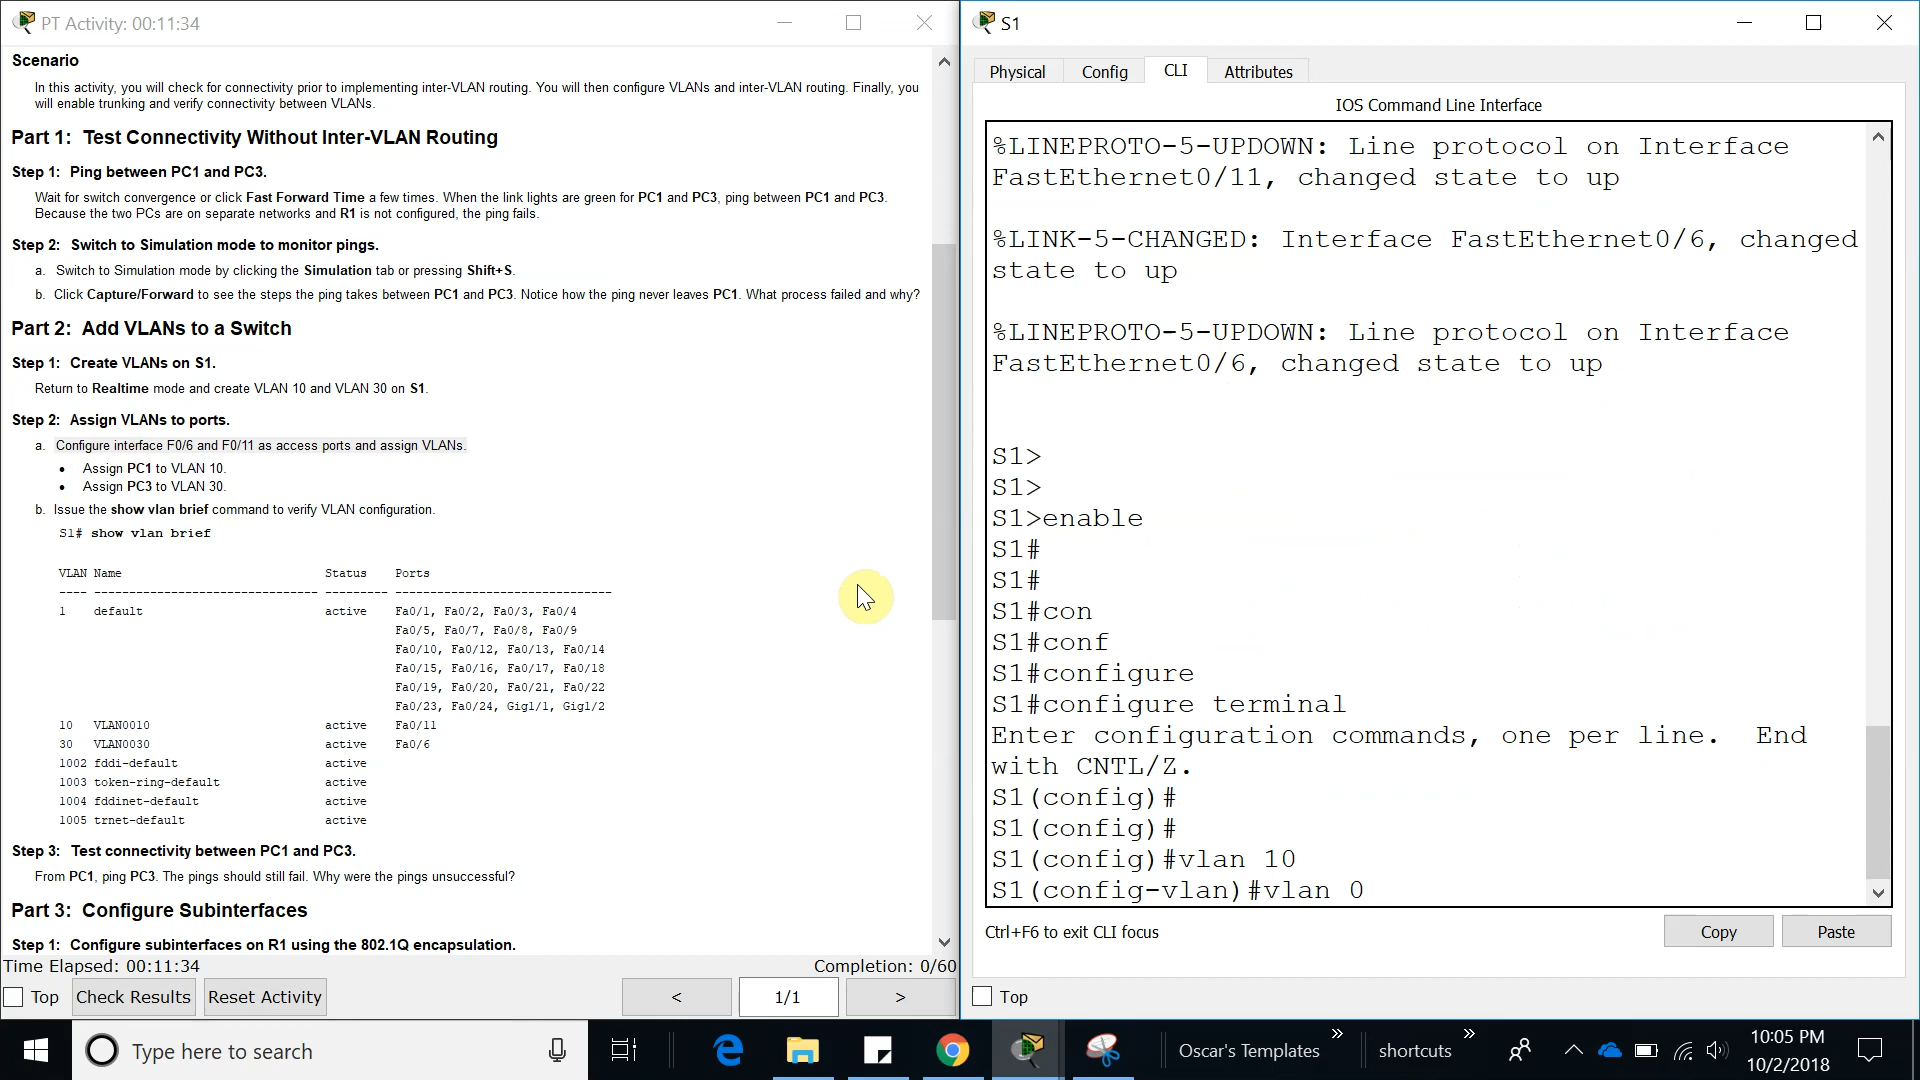 PT Activity: 00:11:34
Scenario
In this activity, you will check for connectivity prior to implementing inter-VLAN routing. You will then configure VLANs and inter-VLAN routing. Finally, you
will enable trunking and verify connectivity between VLANs.
Part 1: Test Connectivity Without Inter-VLAN Routing
Step 1: Ping between PC1 and PC3.
Wait for switch convergence or click Fast Forward Time a few times. When the link lights are green for PC1 and PC3, ping between PC1 and PC3.
Because the two PCs are on separate networks and R1 is not configured, the ping fails.
Step 2: Switch to Simulation mode to monitor pings.
a. Switch to Simulation mode by clicking the Simulation tab or pressing Shift+S.
b. Click Capture/Forward to see the steps the ping takes between PC1 and PC3. Notice how the ping never leaves PC1. What process failed and why?
Part 2: Add VLANs to a Switch
Step 1: Create VLANs on S1.
Return to Realtime mode and create VLAN 10 and VLAN 30 on S1.
Step 2: Assign VLANs to ports.
a. Configure interface F0/6 and F0/11 as access ports and assign VLANs.
• Assign PC1 to VLAN 10.
• Assign PC3 to VLAN 30.
b. Issue the show vlan brief command to verify VLAN configuration.
S1# show vlan brief
VLAN Name Status Ports
---- -------------------------------- --------- -------------------------------
1 default active Fa0/1, Fa0/2, Fa0/3, Fa0/4
Fa0/5, Fa0/7, Fa0/8, Fa0/9
Fa0/10, Fa0/12, Fa0/13, Fa0/14
Fa0/15, Fa0/16, Fa0/17, Fa0/18
Fa0/19, Fa0/20, Fa0/21, Fa0/22
Fa0/23, Fa0/24, Gig1/1, Gig1/2
10 VLAN0010 active Fa0/11
30 VLAN0030 active Fa0/6
1002 fddi-default active
1003 token-ring-default active
1004 fddinet-default active
1005 trnet-default active
Step 3: Test connectivity between PC1 and PC3.
From PC1, ping PC3. The pings should still fail. Why were the pings unsuccessful?
Part 3: Configure Subinterfaces
Step 1: Configure subinterfaces on R1 using the 802.1Q encapsulation.
Time Elapsed: 00:11:34 Completion: 0/60
Top Check Results Reset Activity < 1/1 >
S1
Physical Config CLI Attributes
IOS Command Line Interface
%LINEPROTO-5-UPDOWN: Line protocol on Interface
FastEthernet0/11, changed state to up
%LINK-5-CHANGED: Interface FastEthernet0/6, changed
state to up
%LINEPROTO-5-UPDOWN: Line protocol on Interface
FastEthernet0/6, changed state to up
S1>
S1>
S1>enable
S1#
S1#
S1#con
S1#conf
S1#configure
S1#configure terminal
Enter configuration commands, one per line. End
with CNTL/Z.
S1(config)#
S1(config)#
S1(config)#vlan 10
S1(config-vlan)#vlan 0
Ctrl+F6 to exit CLI focus
Copy Paste
Top
Type here to search
Oscar's Templates » shortcuts »
10:05 PM
10/2/2018